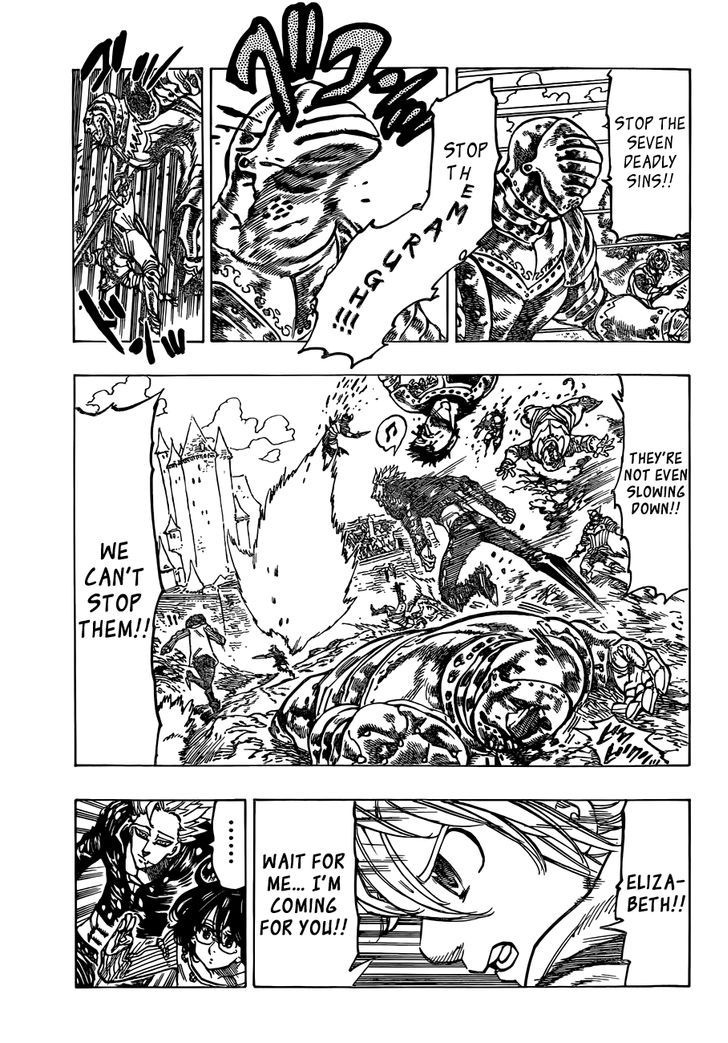 STOP THE
SEVEN
DEADLY
SINS!!
STOP
THEMARUGH!!!
THEY'RE
NOT EVEN
SLOWING
DOWN!!
WE
CAN'T
STOP
THEM!!
ELIZA-
BETH!!
WAIT FOR
ME... I'M
COMING
FOR YOU!!
......